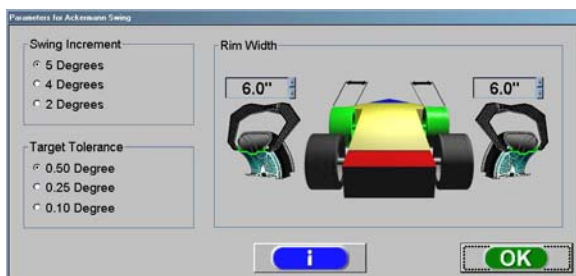 Parameters for Ackermann Swing
Swing Increment
5 Degrees
4 Degrees
2 Degrees
Target Tolerance
0.50 Degree
0.25 Degree
0.10 Degree
Rim Width
6.0"
6.0"
i
OK